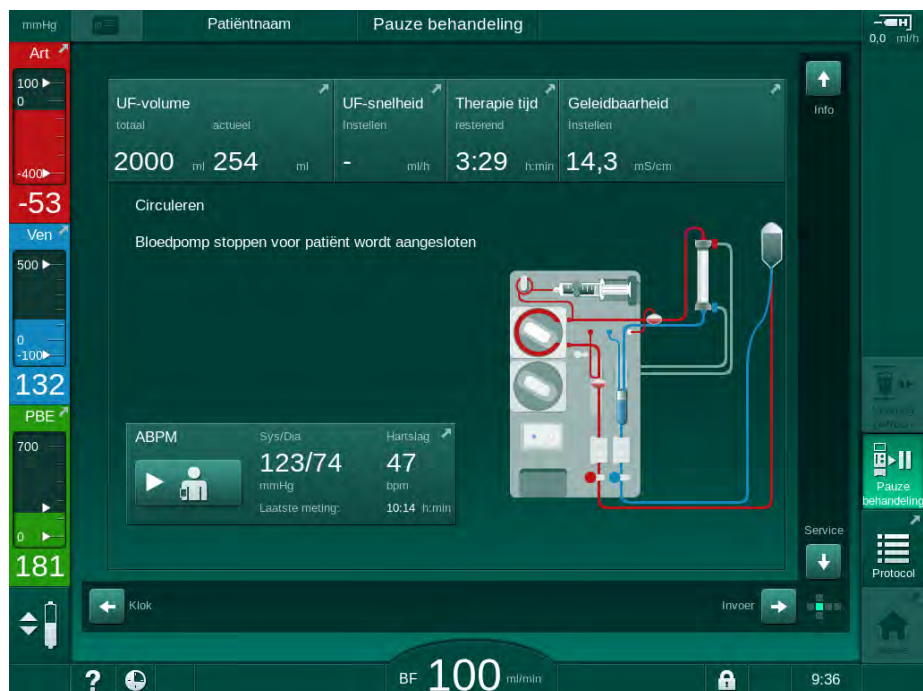 mmHg
Patiëntnaam
Pauze behandeling
0,0 ml/h
Art
100
0
-400
-53
Ven
500
0
-100
132
PBE
700
0
181
UF-volume
totaal actueel
2000 ml 254 ml
UF-snelheid
Instellen
- ml/h
Therapie tijd
resterend
3:29 h:min
Geleidbaarheid
Instellen
14,3 mS/cm
Info
Circuleren
Bloedpomp stoppen voor patiënt wordt aangesloten
ABPM
Sys/Dia
Hartslag
123/74
47
mmHg
bpm
Laatste meting:
10:14 h:min
Pauze
behandeling
Service
Protocol
Klok
Invoer
?
BF 100 ml/min
9:36